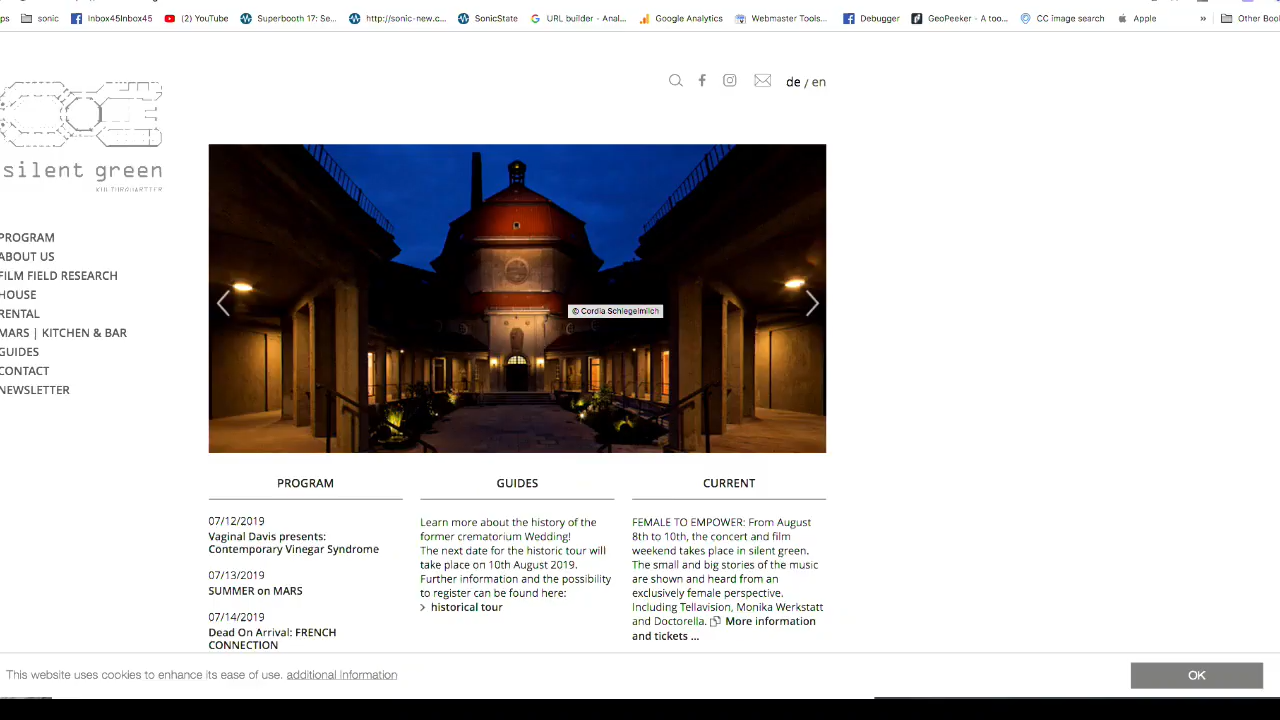 sonic
Inbox45Inbox45
(2) YouTube
Superbooth 17: Se...
http://sonic-new.c...
SonicState
URL builder - Anal...
Google Analytics
Webmaster Tools...
Debugger
GeoPeeker - A too...
CC image search
Apple
»
Other Boo
de / en
silent green
KULTURQUARTIER
PROGRAM
ABOUT US
FILM FIELD RESEARCH
HOUSE
RENTAL
MARS | KITCHEN & BAR
GUIDES
CONTACT
NEWSLETTER
© Cordia Schlegelmilch
PROGRAM
07/12/2019
Vaginal Davis presents:
Contemporary Vinegar Syndrome
07/13/2019
SUMMER on MARS
07/14/2019
Dead On Arrival: FRENCH
CONNECTION
GUIDES
Learn more about the history of the
former crematorium Wedding!
The next date for the historic tour will
take place on 10th August 2019.
Further information and the possibility
to register can be found here:
historical tour
CURRENT
FEMALE TO EMPOWER: From August
8th to 10th, the concert and film
weekend takes place in silent green.
The small and big stories of the music
are shown and heard from an
exclusively female perspective.
Including Tellavision, Monika Werkstatt
and Doctorella. More information
and tickets ...
This website uses cookies to enhance its ease of use. additional information
OK